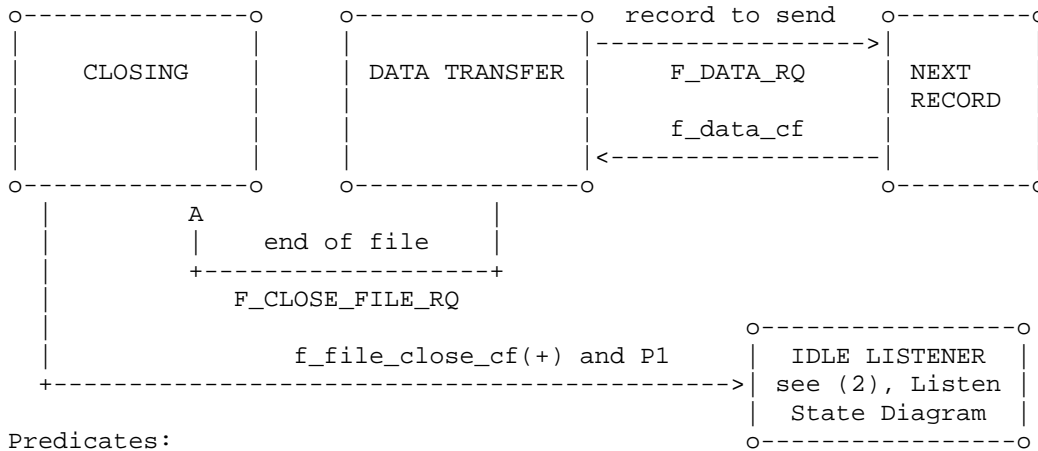 record to send
CLOSING DATA TRANSFER F_DATA_RQ NEXT
RECORD
f_data_cf
A
end of file
F_CLOSE_FILE_RQ
f_file_close_cf(+) and P1 IDLE LISTENER
see (2), Listen
State Diagram
Predicates: